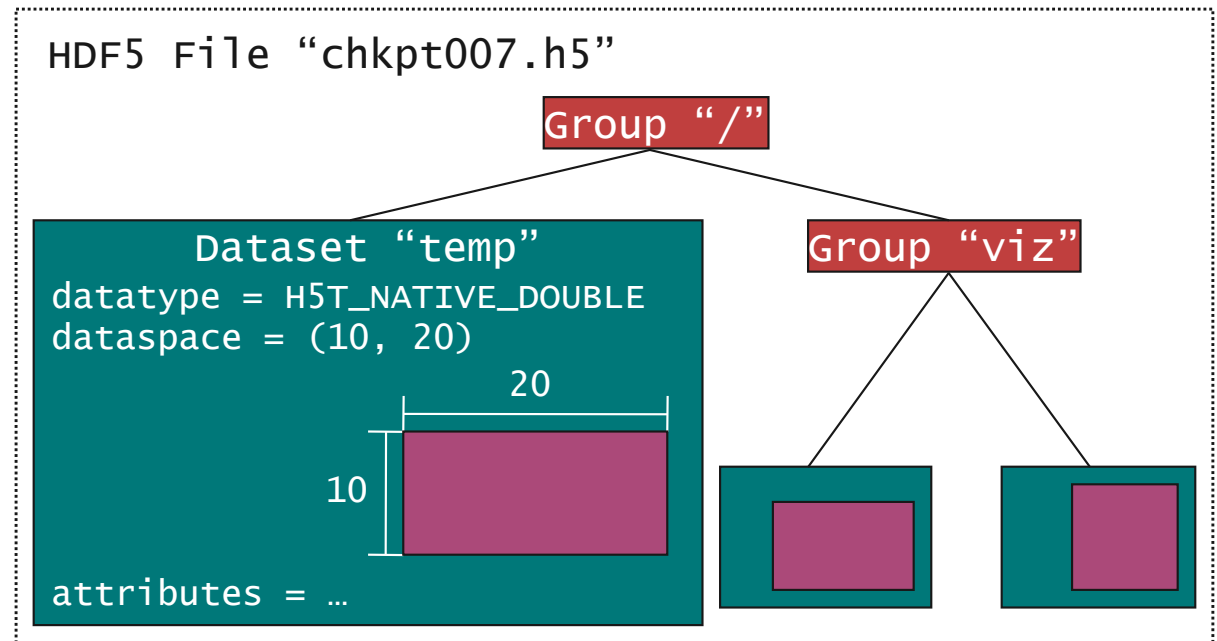 HDF5 File “chkpt007.h5”
Group “/”
Dataset “temp”
Group “viz”
datatype = H5T_NATIVE_DOUBLE
dataspace = (10, 20)
20
10
attributes = …